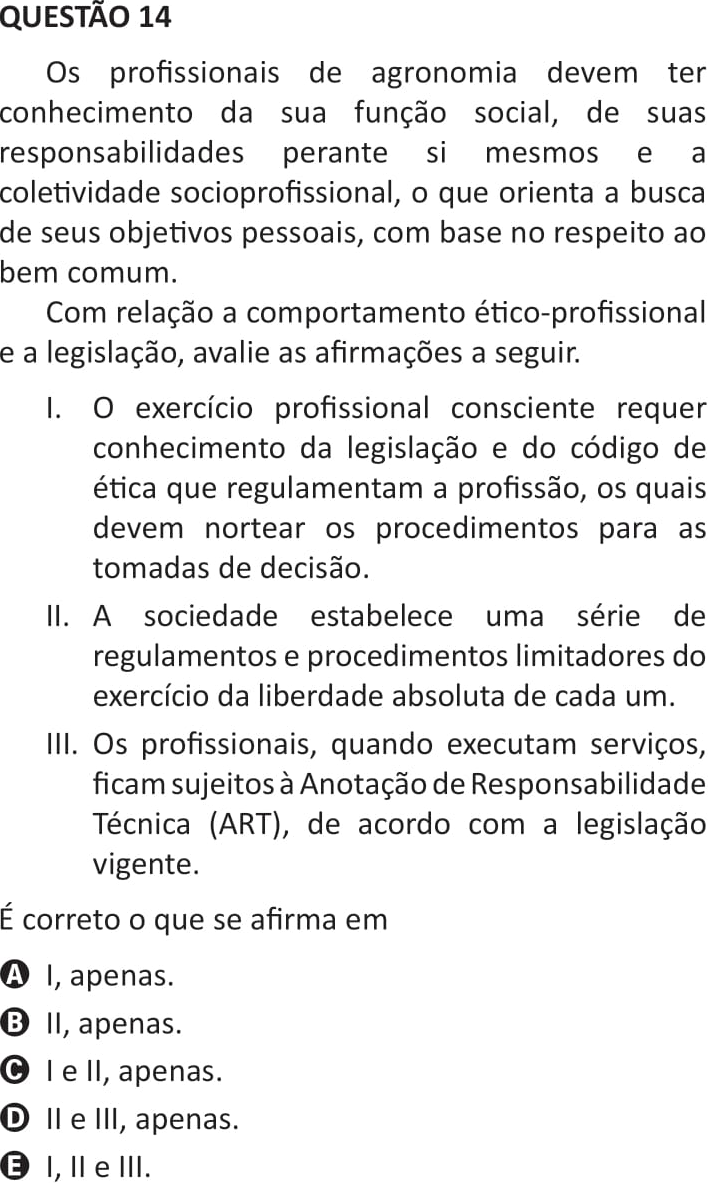 QUESTÃO 14
Os profissionais de agronomia devem ter
conhecimento da sua função social, de suas
responsabilidades perante si mesmos e a
coletividade socioprofissional, o que orienta a busca
de seus objetivos pessoais, com base no respeito ao
bem comum.
Com relação a comportamento ético-profissional
e a legislação, avalie as afirmações a seguir.
I. O exercício profissional consciente requer
conhecimento da legislação e do código de
ética que regulamentam a profissão, os quais
devem nortear os procedimentos para as
tomadas de decisão.
II. A sociedade estabelece uma série de
regulamentos e procedimentos limitadores do
exercício da liberdade absoluta de cada um.
III. Os profissionais, quando executam serviços,
ficam sujeitos à Anotação de Responsabilidade
Técnica (ART), de acordo com a legislação
vigente.
É correto o que se afirma em
A I, apenas.
B II, apenas.
C I e II, apenas.
D II e III, apenas.
E I, II e III.